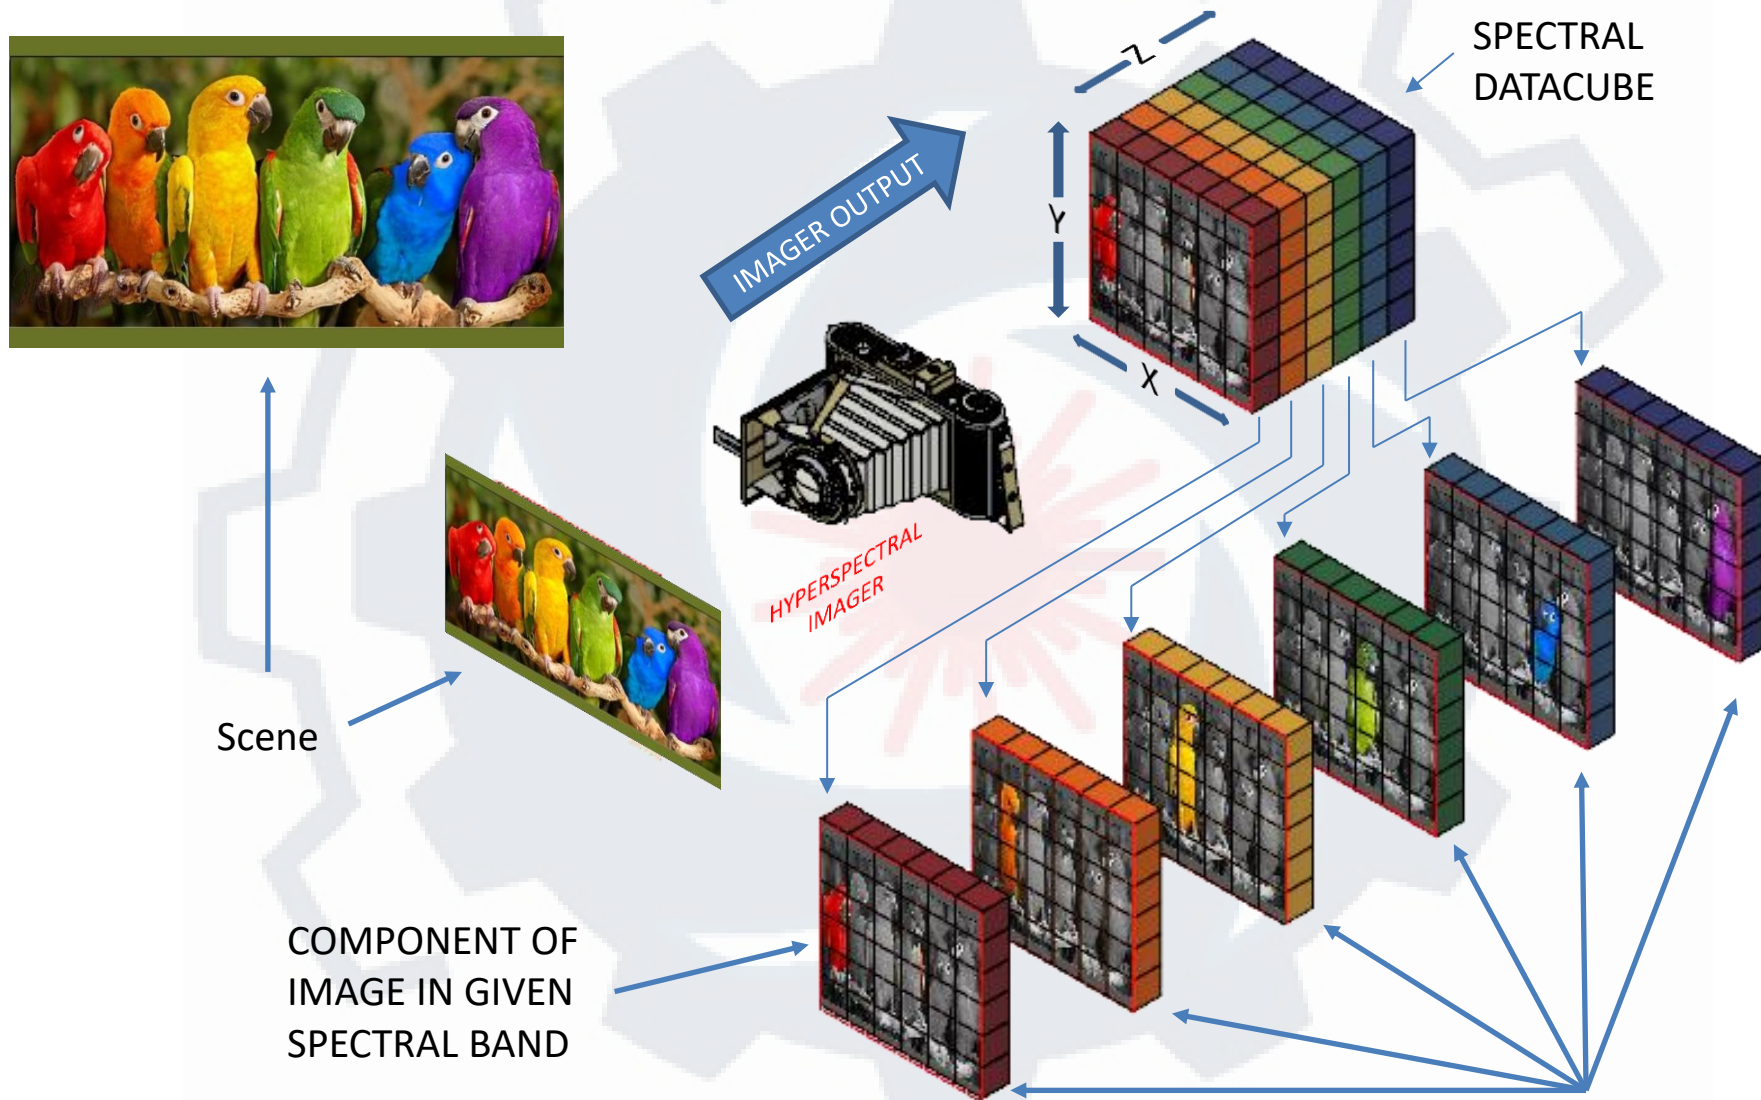 SPECTRAL
DATACUBE
Z
IMAGER OUTPUT
Y
X
HYPERSPECTRAL
IMAGER
Scene
COMPONENT OF
IMAGE IN GIVEN
SPECTRAL BAND